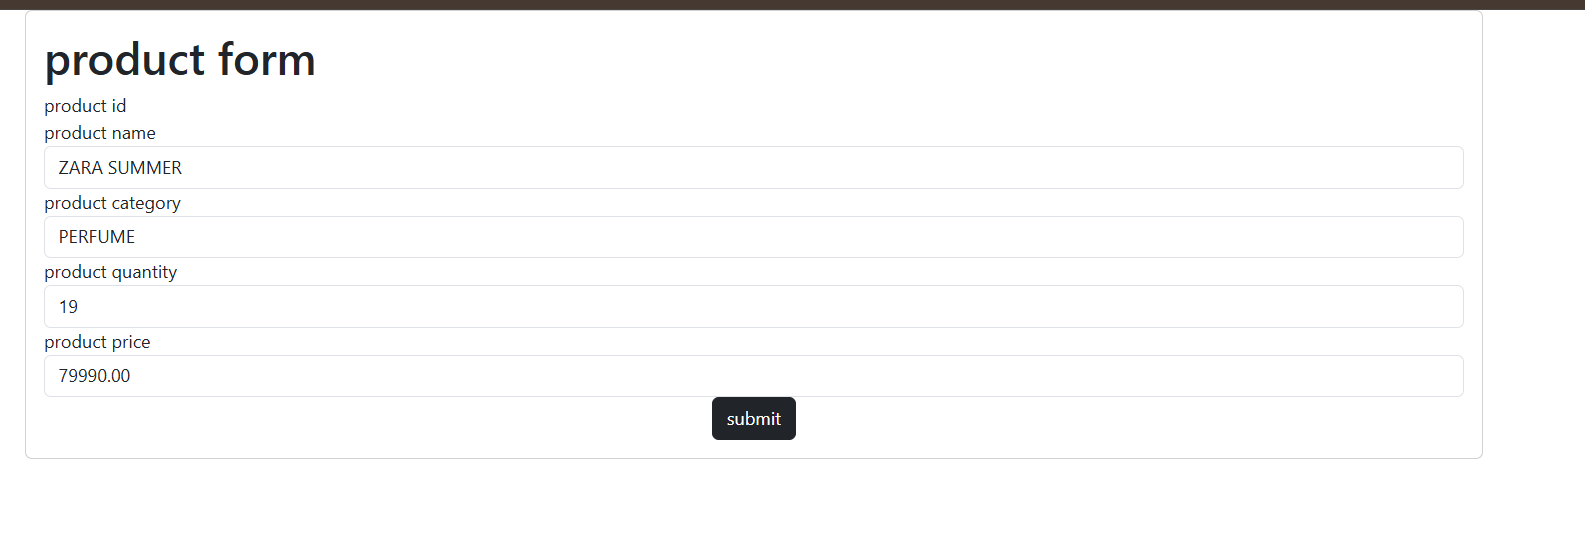 product form
product id
product name
ZARA SUMMER
product category
PERFUME
product quantity
19
product price
79990.00
submit